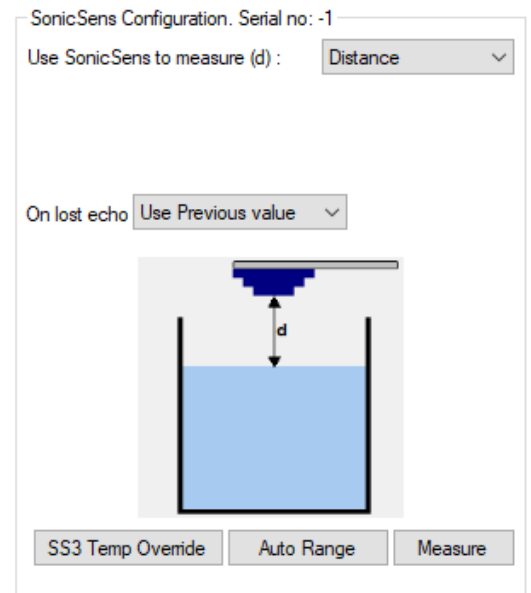 SonicSens Configuration. Serial no: -1
Use SonicSens to measure (d) : Distance
On lost echo Use Previous value
d
SS3 Temp Override Auto Range Measure